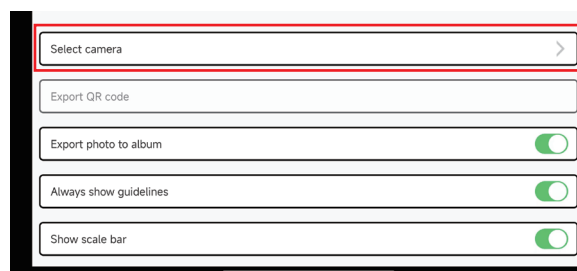 Select camera
Export QR code
Export photo to album
Always show guidelines
Show scale bar